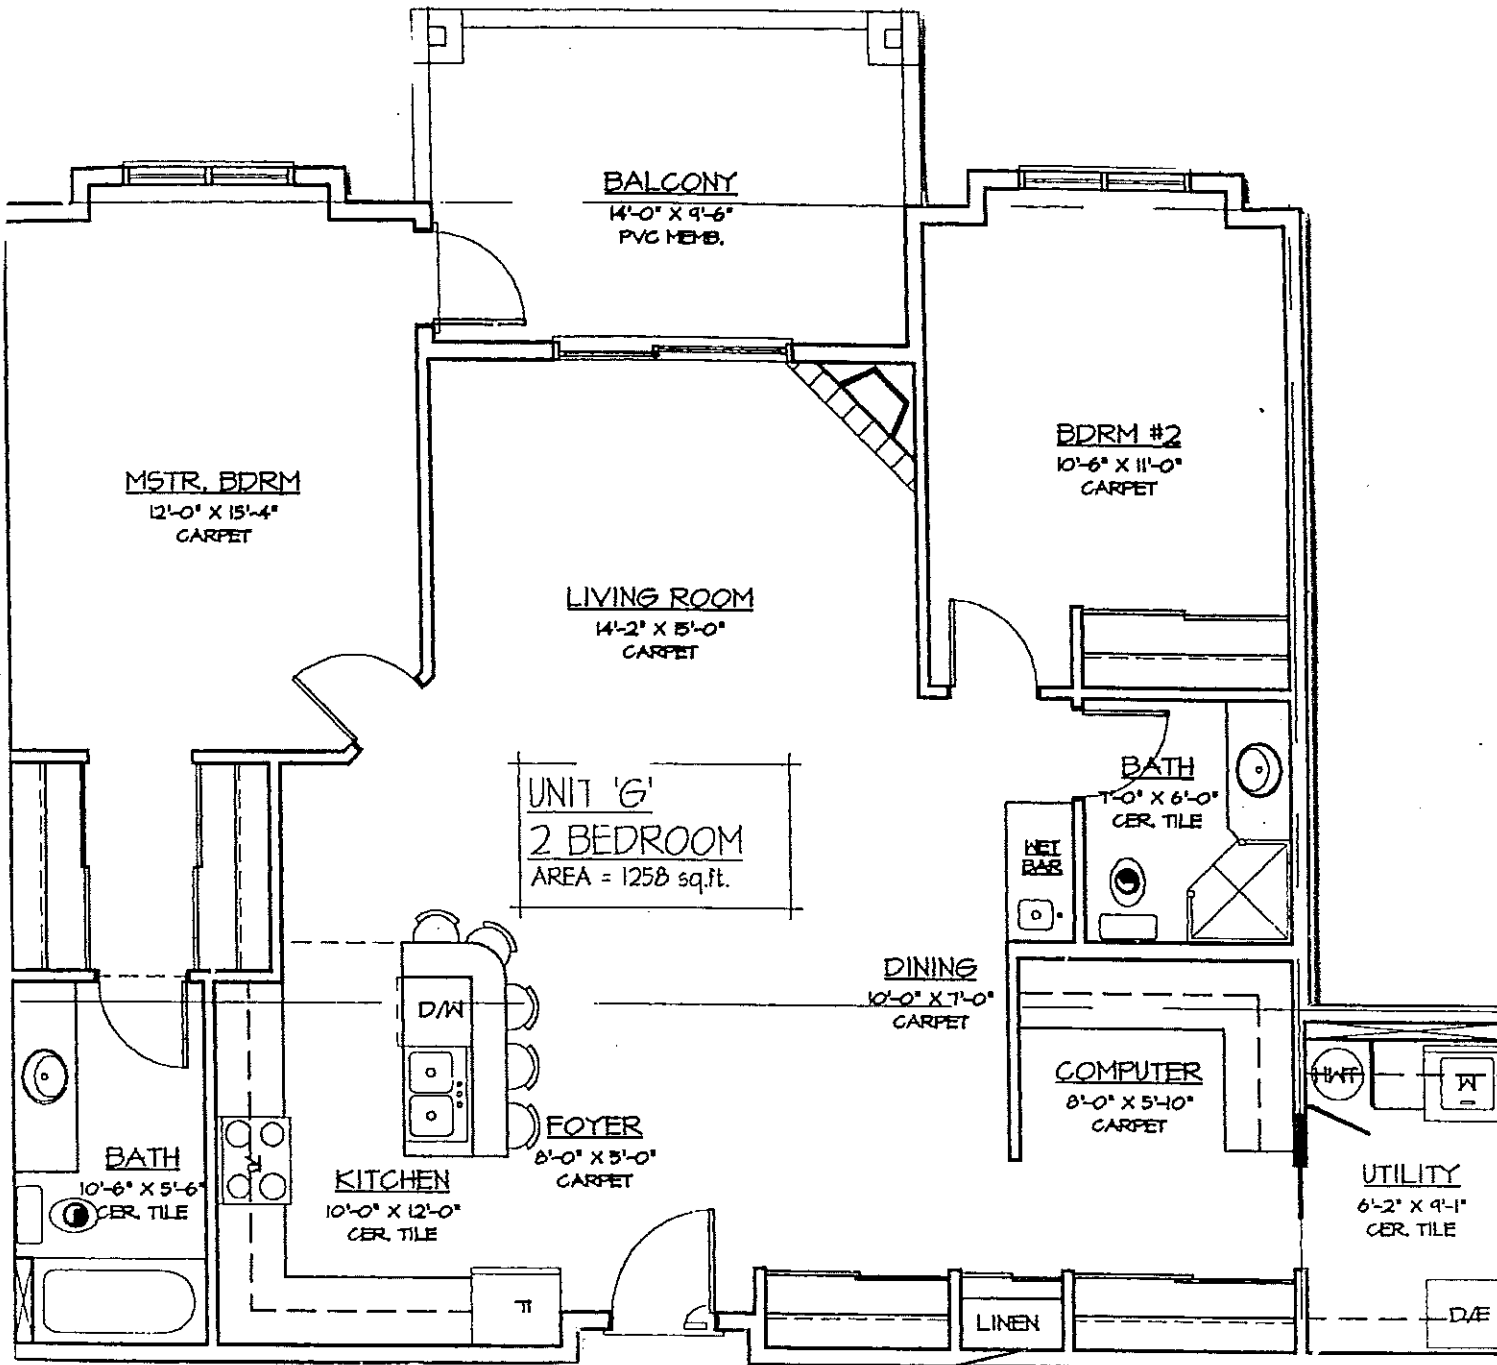 BALCONY
14'-0" X 9'-6"
PVC MEMB.
BDRM #2
10'-6" X 11'-0"
CARPET
MSTR. BDRM
12'-0" X 15'-4"
CARPET
LIVING ROOM
14'-2" X 15'-0"
CARPET
UNIT 'G'
2 BEDROOM
AREA = 1258 sq.ft.
BATH
7'-0" X 6'-0"
CER. TILE
WET
BAR
DINING
10'-0" X 7'-0"
CARPET
D/W
COMPUTER
8'-0" X 5'-10"
CARPET
HWT
W
FOYER
8'-0" X 5'-0"
CARPET
BATH
10'-6" X 5'-6"
CER. TILE
R
KITCHEN
10'-0" X 12'-0"
CER. TILE
UTILITY
6'-2" X 9'-1"
CER. TILE
F
LINEN